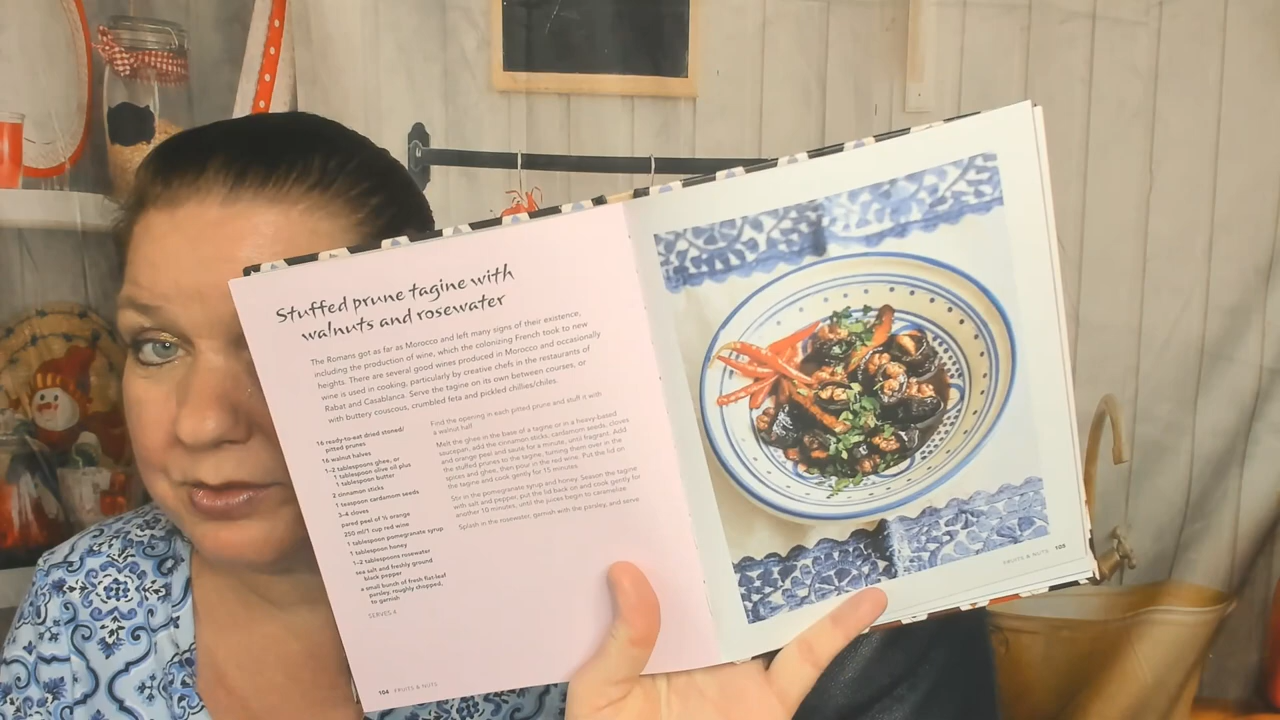 Stuffed prune tagine with
walnuts and rosewater
The Romans got as far as Morocco and left many signs of their existence,
including the production of wine, which the colonizing French took to new
heights. There are several good wines produced in Morocco and occasionally
wine is used in cooking, particularly by creative chefs in the restaurants of
Rabat and Casablanca. Serve the tagine on its own between courses, or
with buttery couscous, crumbled feta and pickled chillies/chiles.
16 ready-to-eat dried stoned/
pitted prunes
16 walnut halves
1–2 tablespoons ghee, or
1 tablespoon olive oil plus
1 tablespoon butter
2 cinnamon sticks
1 teaspoon cardamom seeds
3–4 cloves
pared peel of ½ orange
250 ml/1 cup red wine
1 tablespoon pomegranate syrup
1 tablespoon honey
1–2 tablespoons rosewater
sea salt and freshly ground
black pepper
a small bunch of fresh flat-leaf
parsley, roughly chopped,
to garnish
SERVES 4
Find the opening in each pitted prune and stuff it with
a walnut half.
Melt the ghee in the base of a tagine or in a heavy-based
saucepan, add the cinnamon sticks, cardamom seeds, cloves
and orange peel and sauté for a minute, until fragrant. Add
the stuffed prunes to the tagine, turning them over in the
spices and ghee, then pour in the red wine. Put the lid on
the tagine and cook gently for 15 minutes.
Stir in the pomegranate syrup and honey. Season the tagine
with salt and pepper, put the lid back on and cook gently for
another 10 minutes, until the juices begin to caramelize.
Splash in the rosewater, garnish with the parsley, and serve
104 FRUITS & NUTS
FRUITS & NUTS 105